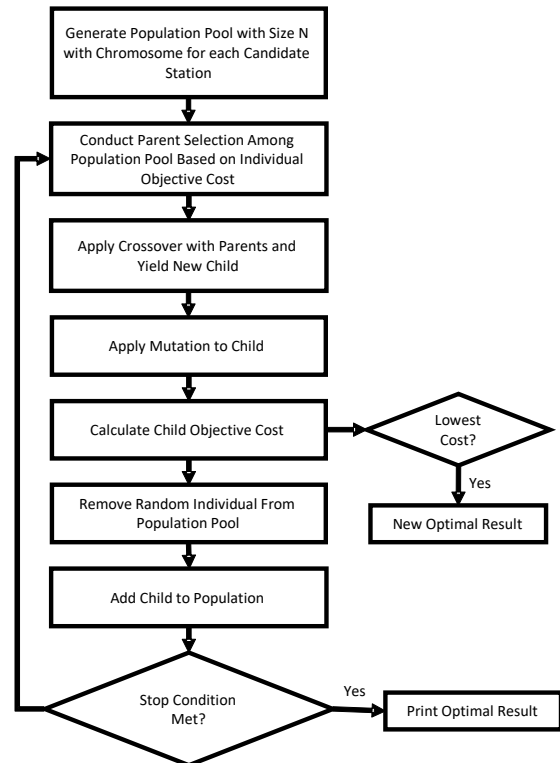 Generate Population Pool with Size N
with Chromosome for each Candidate
Station
Conduct Parent Selection Among
Population Pool Based on Individual
Objective Cost
Apply Crossover with Parents and
Yield New Child
Apply Mutation to Child
Calculate Child Objective Cost
Lowest
Cost?
Yes
New Optimal Result
Remove Random Individual From
Population Pool
Add Child to Population
Stop Condition
Met?
Yes
Print Optimal Result